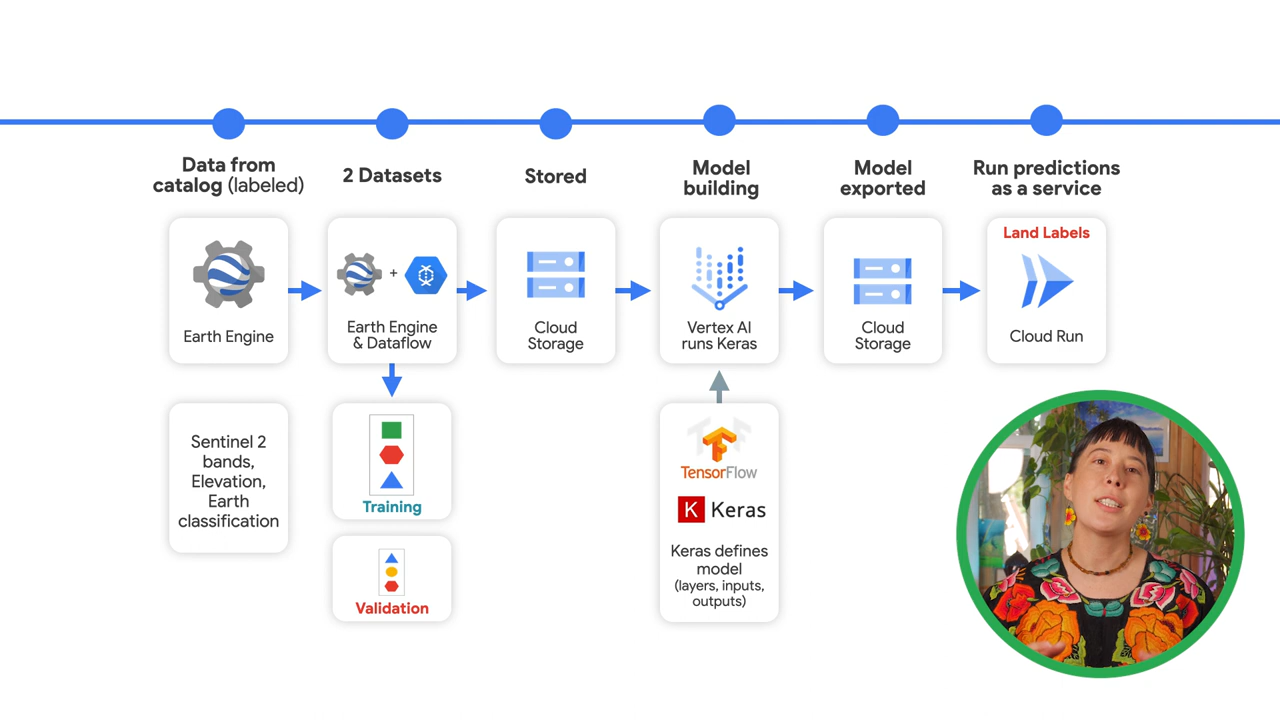 Data from
catalog (labeled)
2 Datasets
Stored
Model
building
Model
exported
Run predictions
as a service
Earth Engine
+
Earth Engine
& Dataflow
Cloud
Storage
Vertex AI
runs Keras
Cloud
Storage
Land Labels
Cloud Run
Sentinel 2
bands,
Elevation,
Earth
classification
Training
Validation
TensorFlow
K Keras
Keras defines
model
(layers, inputs,
outputs)